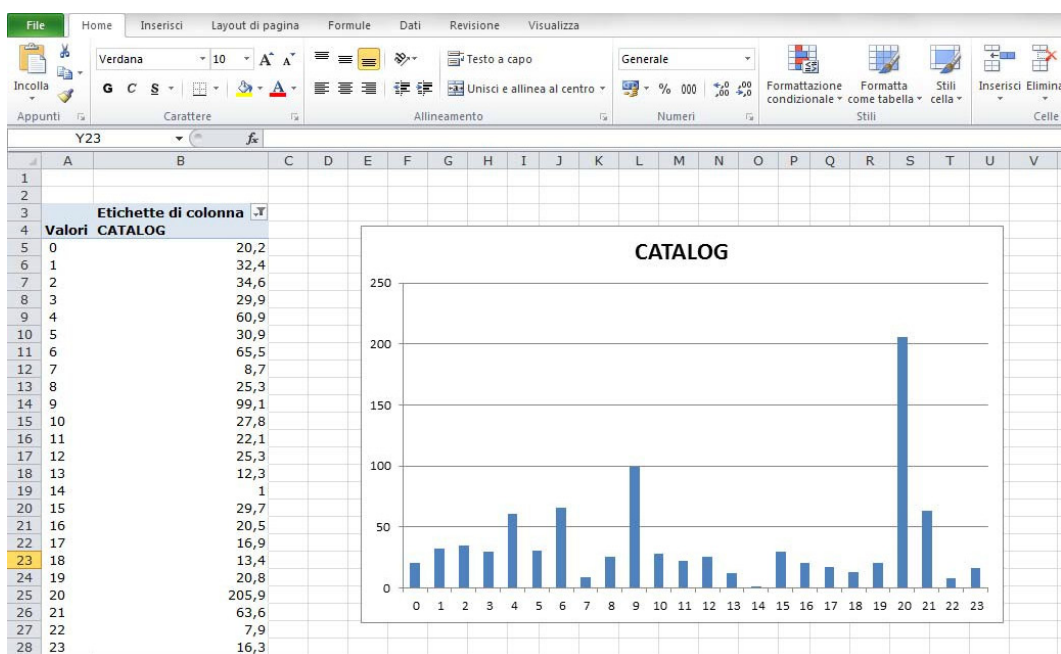 File Home Inserisci Layout di pagina Formule Dati Revisione Visualizza
Verdana 10 A A Testo a capo Generale
Incolla G C S A Unisci e allinea al centro % 000 ,00 Formattazione condizionale Formatta come tabella Stili cella Inserisci Elimina
Appunti Carattere Allineamento Numeri Stili Celle
Y23 fx
A B C D E F G H I J K L M N O P Q R S T U V
1
2
3 Etichette di colonna
4 Valori CATALOG
5 0 20,2
6 1 32,4
7 2 34,6
8 3 29,9
9 4 60,9
10 5 30,9
11 6 65,5
12 7 8,7
13 8 25,3
14 9 99,1
15 10 27,8
16 11 22,1
17 12 25,3
18 13 12,3
19 14 1
20 15 29,7
21 16 20,5
22 17 16,9
23 18 13,4
24 19 20,8
25 20 205,9
26 21 63,6
27 22 7,9
28 23 16,3
CATALOG
250
200
150
100
50
0
0 1 2 3 4 5 6 7 8 9 10 11 12 13 14 15 16 17 18 19 20 21 22 23